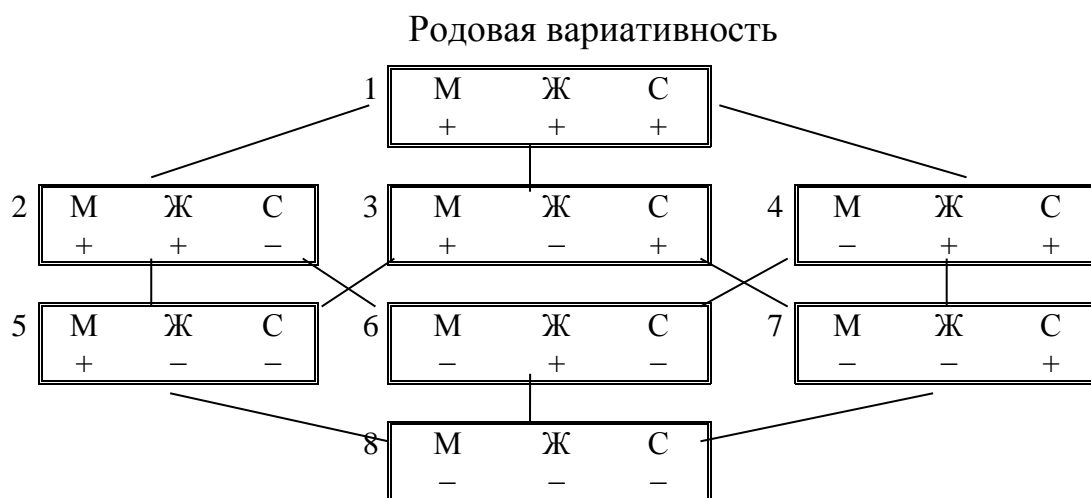 Родовая вариативность
1 М Ж С
+ + +
2 М Ж С 3 М Ж С 4 М Ж С
+ + – + – + – + +
5 М Ж С 6 М Ж С 7 М Ж С
+ – – – + – – – +
8 М Ж С
– – –